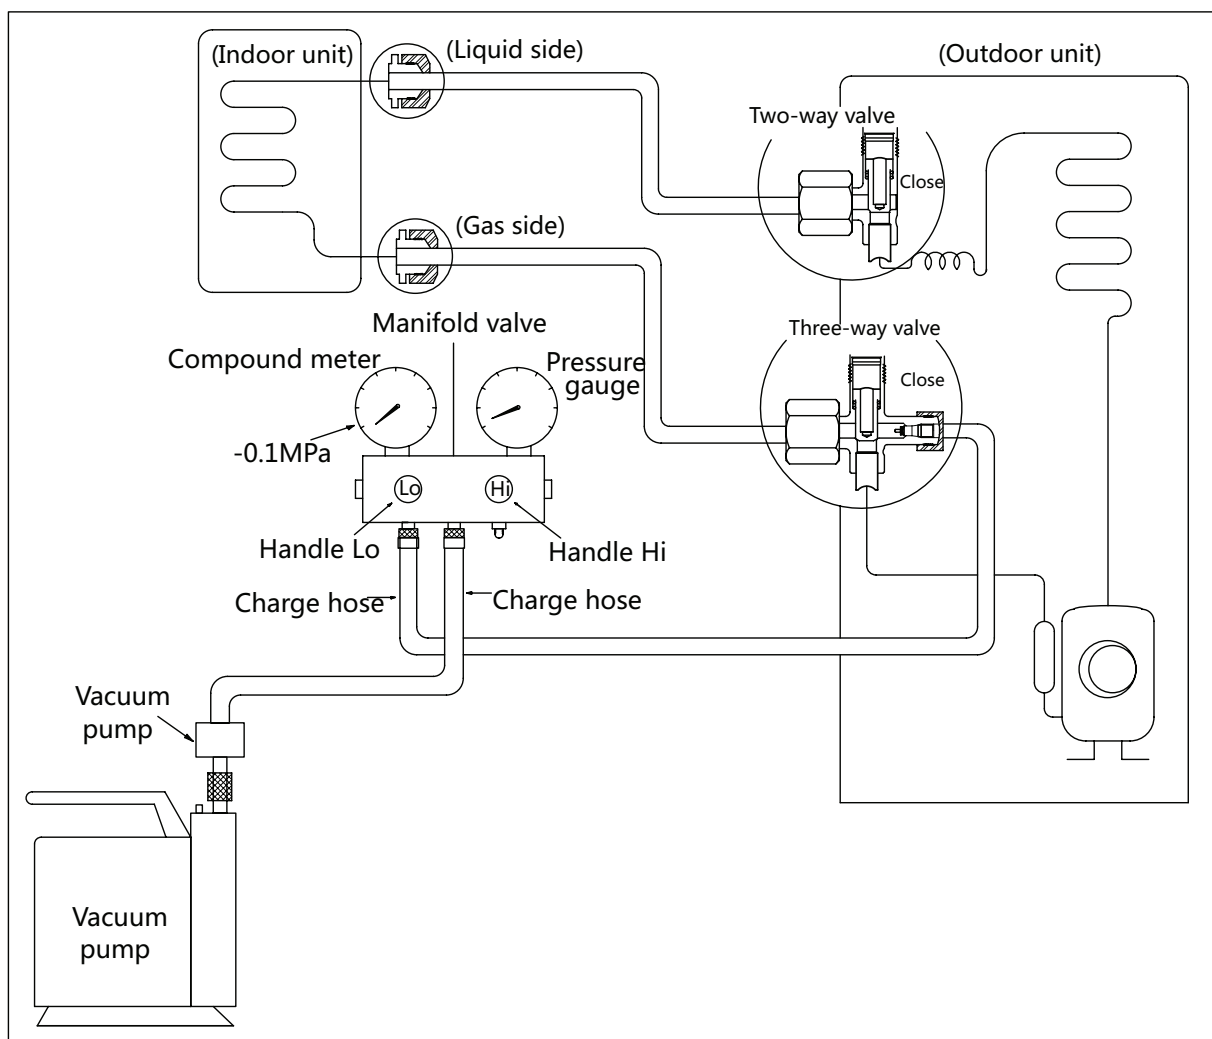 (Indoor unit)
(Liquid side)
(Outdoor unit)
Two-way valve
Close
(Gas side)
Manifold valve
Three-way valve
Compound meter
Pressure
gauge
Close
-0.1MPa
Lo
Hi
Handle Lo
Handle Hi
Charge hose
Charge hose
Vacuum
pump
Vacuum
pump